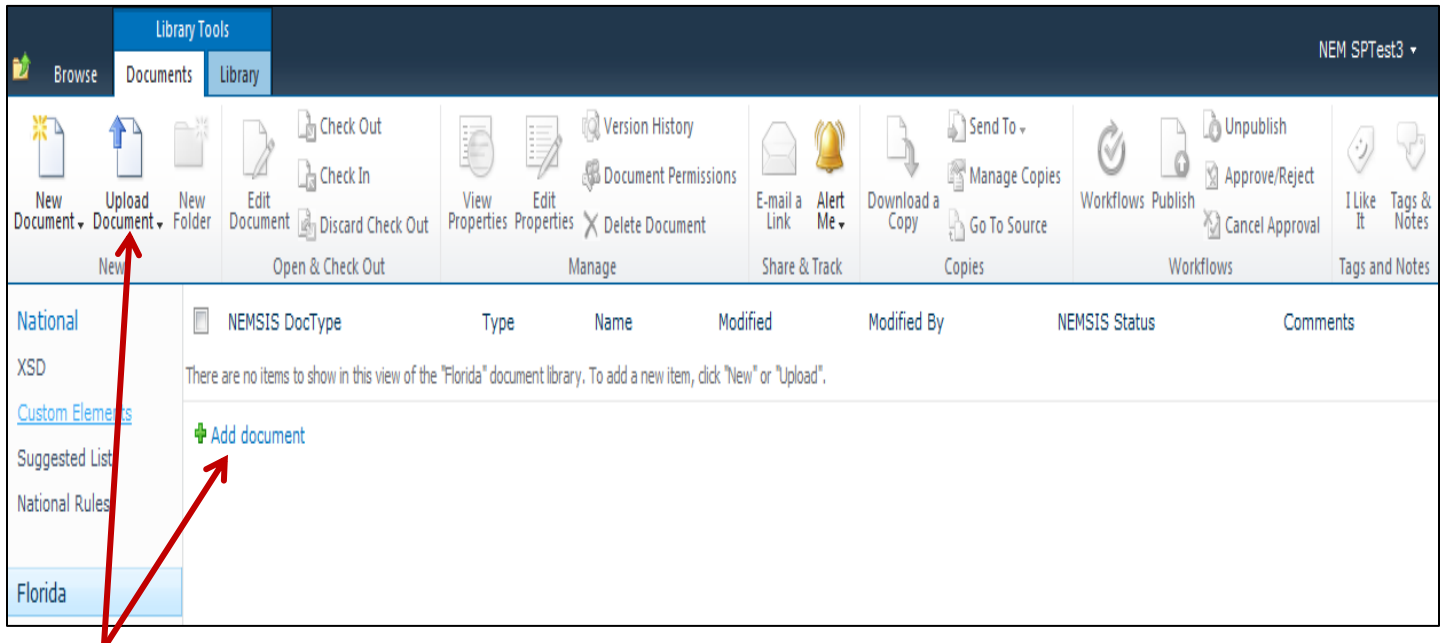 Library Tools
NEM SPTest3
Browse Documents Library
Check Out Version History Send To Unpublish
Check In Document Permissions Manage Copies Approve/Reject
New Upload New Edit View Edit E-mail a Alert Download a Workflows Publish I Like Tags &
Document Document Folder Document Discard Check Out Properties Properties Delete Document Link Me Copy Go To Source Cancel Approval It Notes
New Open & Check Out Manage Share & Track Copies Workflows Tags and Notes
National NEMSIS DocType Type Name Modified Modified By NEMSIS Status Comments
XSD There are no items to show in this view of the "Florida" document library. To add a new item, click "New" or "Upload".
Custom Elements
Add document
Suggested List
National Rules
Florida